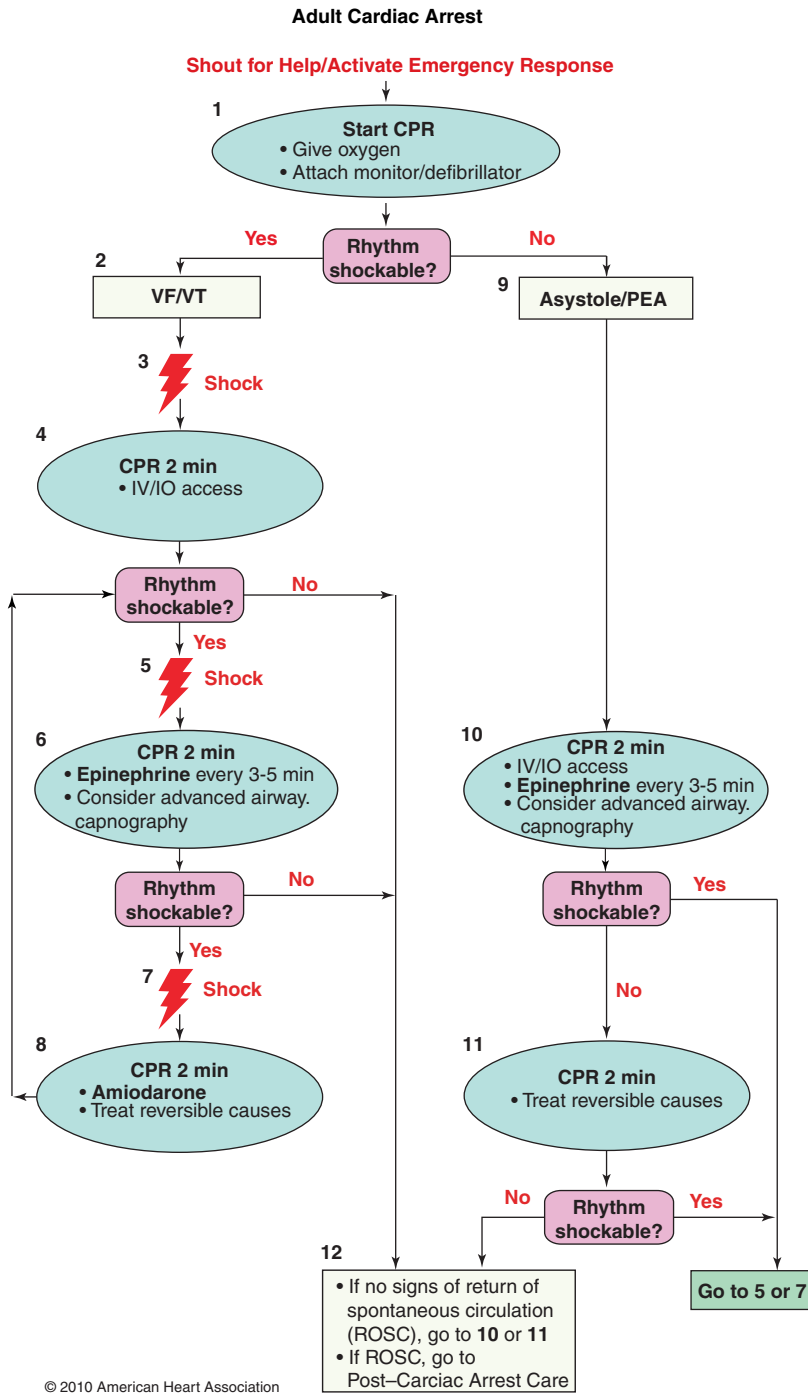 Adult Cardiac Arrest
Shout for Help/Activate Emergency Response
1
Start CPR
• Give oxygen
• Attach monitor/defibrillator
Rhythm
shockable?
Yes
No
2
VF/VT
9
Asystole/PEA
3
Shock
4
CPR 2 min
• IV/IO access
Rhythm
shockable?
No
Yes
5
Shock
6
CPR 2 min
• Epinephrine every 3-5 min
• Consider advanced airway.
capnography
10
CPR 2 min
• IV/IO access
• Epinephrine every 3-5 min
• Consider advanced airway.
capnography
Rhythm
shockable?
No
Yes
Rhythm
shockable?
Yes
No
7
Shock
8
CPR 2 min
• Amiodarone
• Treat reversible causes
11
CPR 2 min
• Treat reversible causes
Rhythm
shockable?
No
Yes
12
• If no signs of return of
spontaneous circulation
(ROSC), go to 10 or 11
• If ROSC, go to
Post–Carciac Arrest Care
Go to 5 or 7
© 2010 American Heart Association